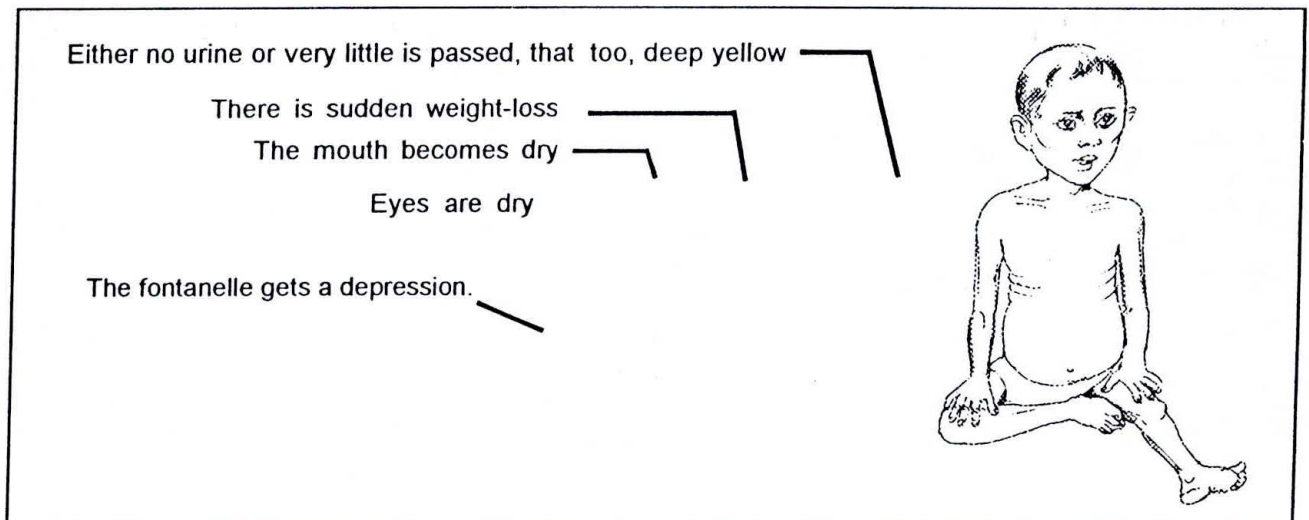 Either no urine or very little is passed, that too, deep yellow
There is sudden weight-loss
The mouth becomes dry
Eyes are dry
The fontanelle gets a depression.